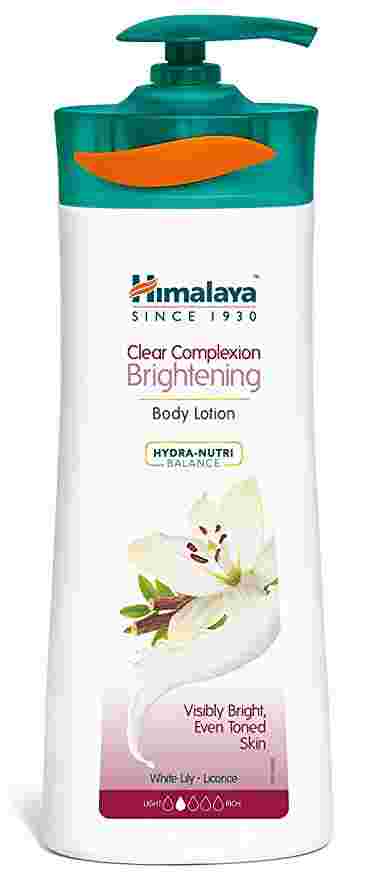 Himalaya™
SINCE 1930
Clear Complexion
Brightening
Body Lotion
HYDRA-NUTRI
BALANCE
Visibly Bright,
Even Toned
Skin
White Lily - Licorice
LIGHT RICH